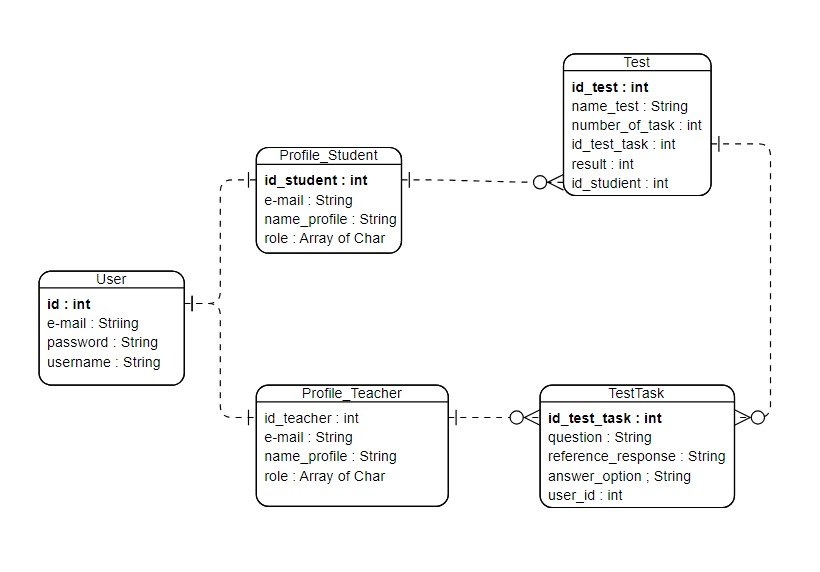 Test
id_test : int
name_test : String
number_of_task : int
id_test_task : int
result : int
id_studient : int
Profile_Student
id_student : int
e-mail : String
name_profile : String
role : Array of Char
User
id : int
e-mail : Striing
password : String
username : String
Profile_Teacher
id_teacher : int
e-mail : String
name_profile : String
role : Array of Char
TestTask
id_test_task : int
question : String
reference_response : String
answer_option ; String
user_id : int